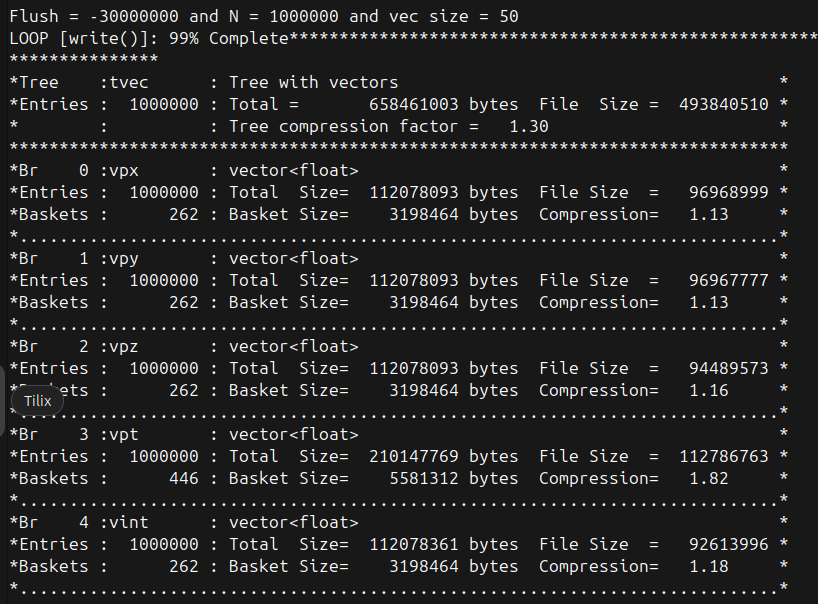 Flush = -30000000 and N = 1000000 and vec size = 50
LOOP [write()]: 99% Complete*****************************************************
***************
*Tree    :tvec      : Tree with vectors                                      *
*Entries :  1000000 : Total =       658461003 bytes  File  Size =  493840510 *
*        :          : Tree compression factor =   1.30                       *
******************************************************************************
*Br    0 :vpx       : vector<float>                                          *
*Entries :  1000000 : Total  Size=  112078093 bytes  File Size  =   96968999 *
*Baskets :      262 : Basket Size=    3198464 bytes  Compression=   1.13     *
*............................................................................*
*Br    1 :vpy       : vector<float>                                          *
*Entries :  1000000 : Total  Size=  112078093 bytes  File Size  =   96967777 *
*Baskets :      262 : Basket Size=    3198464 bytes  Compression=   1.13     *
*............................................................................*
*Br    2 :vpz       : vector<float>                                          *
*Entries :  1000000 : Total  Size=  112078093 bytes  File Size  =   94489573 *
Tilix
ets :      262 : Basket Size=    3198464 bytes  Compression=   1.16     *
*............................................................................*
*Br    3 :vpt       : vector<float>                                          *
*Entries :  1000000 : Total  Size=  210147769 bytes  File Size  =  112786763 *
*Baskets :      446 : Basket Size=    5581312 bytes  Compression=   1.82     *
*............................................................................*
*Br    4 :vint      : vector<float>                                          *
*Entries :  1000000 : Total  Size=  112078361 bytes  File Size  =   92613996 *
*Baskets :      262 : Basket Size=    3198464 bytes  Compression=   1.18     *
*............................................................................*